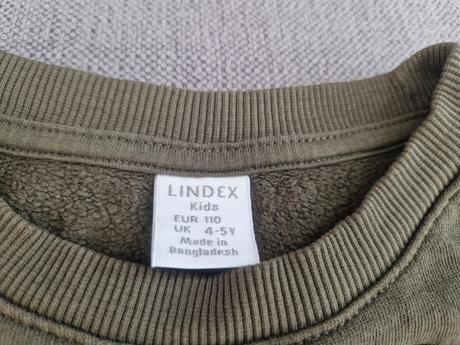 LINDEX
Kids
EUR 110
UK 4-5Y
Made in
Bangladesh